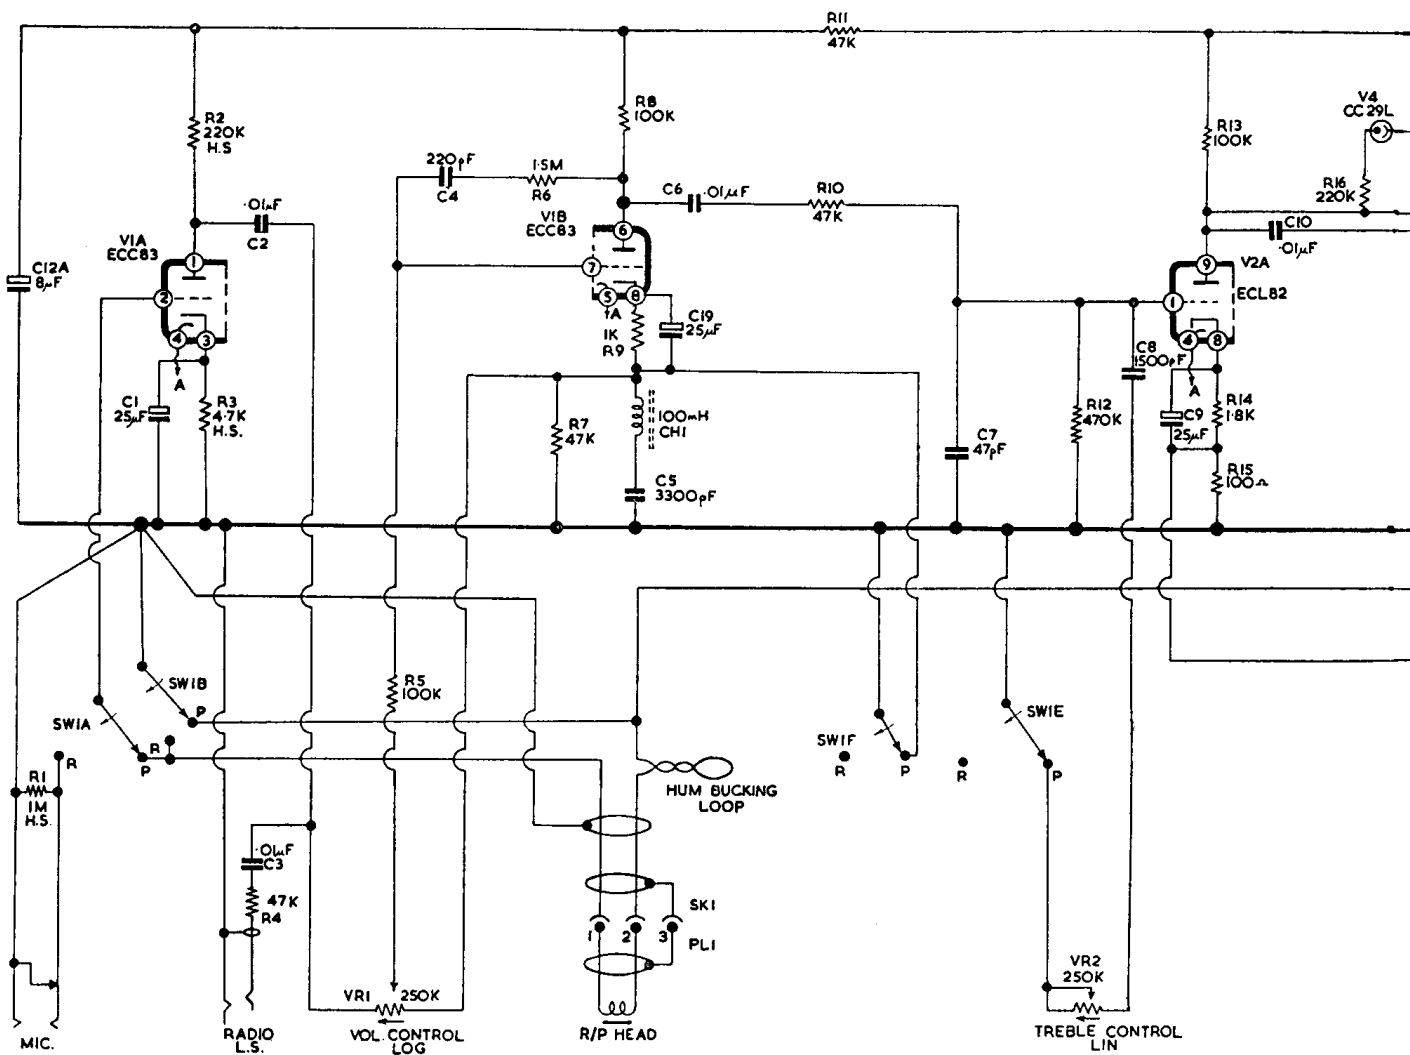 R11
47K
R2
220K
H.S
R8
100K
R13
100K
V4
CC 29L
R16
220K
220pF
C4
1.5M
R6
C6
.01µF
R10
47K
.01µF
C2
V1A
ECC83
V1B
ECC83
C10
.01µF
C12A
8µF
1
2
4
3
A
6
7
5
8
1A
1K
R9
C19
25µF
9
1
4
8
A
V2A
ECL82
C8
1500pF
C1
25µF
R3
4.7K
H.S.
R7
47K
100mH
CH1
C5
3300pF
C7
47pF
R12
470K
C9
25µF
R14
1.8K
R15
100Ω
SW1B
P
SW1A
R
P
R
R1
1M
H.S.
R5
100K
HUM BUCKING
LOOP
SW1F
R
P
SW1E
R
P
.01µF
C3
47K
R4
SK1
1
2
3
PL1
VR1
250K
VR2
250K
MIC.
RADIO
L.S.
VOL. CONTROL
LOG
R/P HEAD
TREBLE CONTROL
LIN